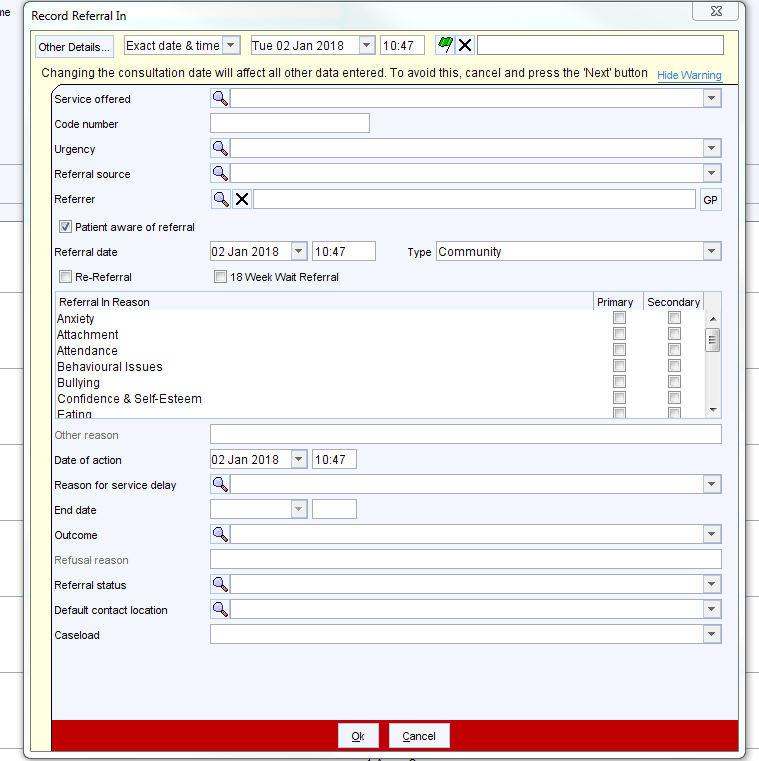 me
Record Referral In
Other Details... Exact date & time Tue 02 Jan 2018 10:47
Changing the consultation date will affect all other data entered. To avoid this, cancel and press the 'Next' button Hide Warning
Service offered
Code number
Urgency
Referral source
Referrer GP
Patient aware of referral
Referral date 02 Jan 2018 10:47 Type Community
Re-Referral 18 Week Wait Referral
Referral In Reason Primary Secondary
Anxiety
Attachment
Attendance
Behavioural Issues
Bullying
Confidence & Self-Esteem
Eating
Other reason
Date of action 02 Jan 2018 10:47
Reason for service delay
End date
Outcome
Refusal reason
Referral status
Default contact location
Caseload
Ok Cancel